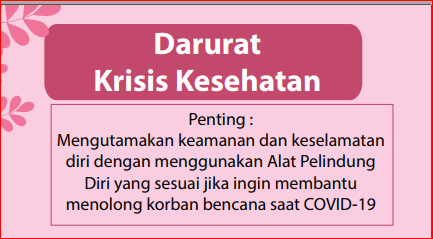 Darurat
Krisis Kesehatan
Penting :
Mengutamakan keamanan dan keselamatan
diri dengan menggunakan Alat Pelindung
Diri yang sesuai jika ingin membantu
menolong korban bencana saat COVID-19